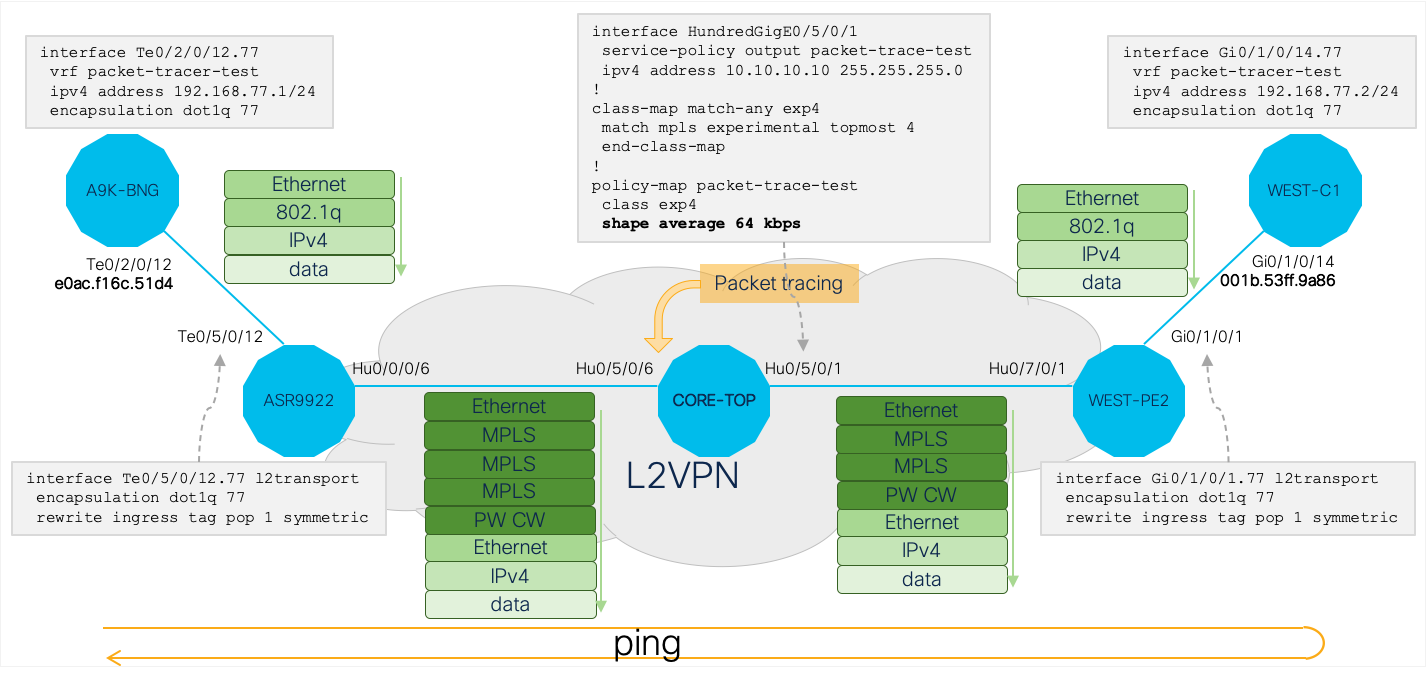 interface Te0/2/0/12.77
vrf packet-tracer-test
ipv4 address 192.168.77.1/24
encapsulation dot1q 77
interface HundredGigE0/5/0/1
service-policy output packet-trace-test
ipv4 address 10.10.10.10 255.255.255.0
!
class-map match-any exp4
match mpls experimental topmost 4
end-class-map
!
policy-map packet-trace-test
class exp4
shape average 64 kbps
interface Gi0/1/0/14.77
vrf packet-tracer-test
ipv4 address 192.168.77.2/24
encapsulation dot1q 77
A9K-BNG
Ethernet
802.1q
IPv4
data
Ethernet
802.1q
IPv4
data
WEST-C1
Te0/2/0/12
e0ac.f16c.51d4
Packet tracing
Gi0/1/0/14
001b.53ff.9a86
Te0/5/0/12
Gi0/1/0/1
ASR9922
Hu0/0/0/6
Hu0/5/0/6
CORE-TOP
Hu0/5/0/1
Hu0/7/0/1
WEST-PE2
Ethernet
MPLS
MPLS
MPLS
PW CW
Ethernet
IPv4
data
L2VPN
Ethernet
MPLS
MPLS
PW CW
Ethernet
IPv4
data
interface Te0/5/0/12.77 l2transport
encapsulation dot1q 77
rewrite ingress tag pop 1 symmetric
interface Gi0/1/0/1.77 l2transport
encapsulation dot1q 77
rewrite ingress tag pop 1 symmetric
ping